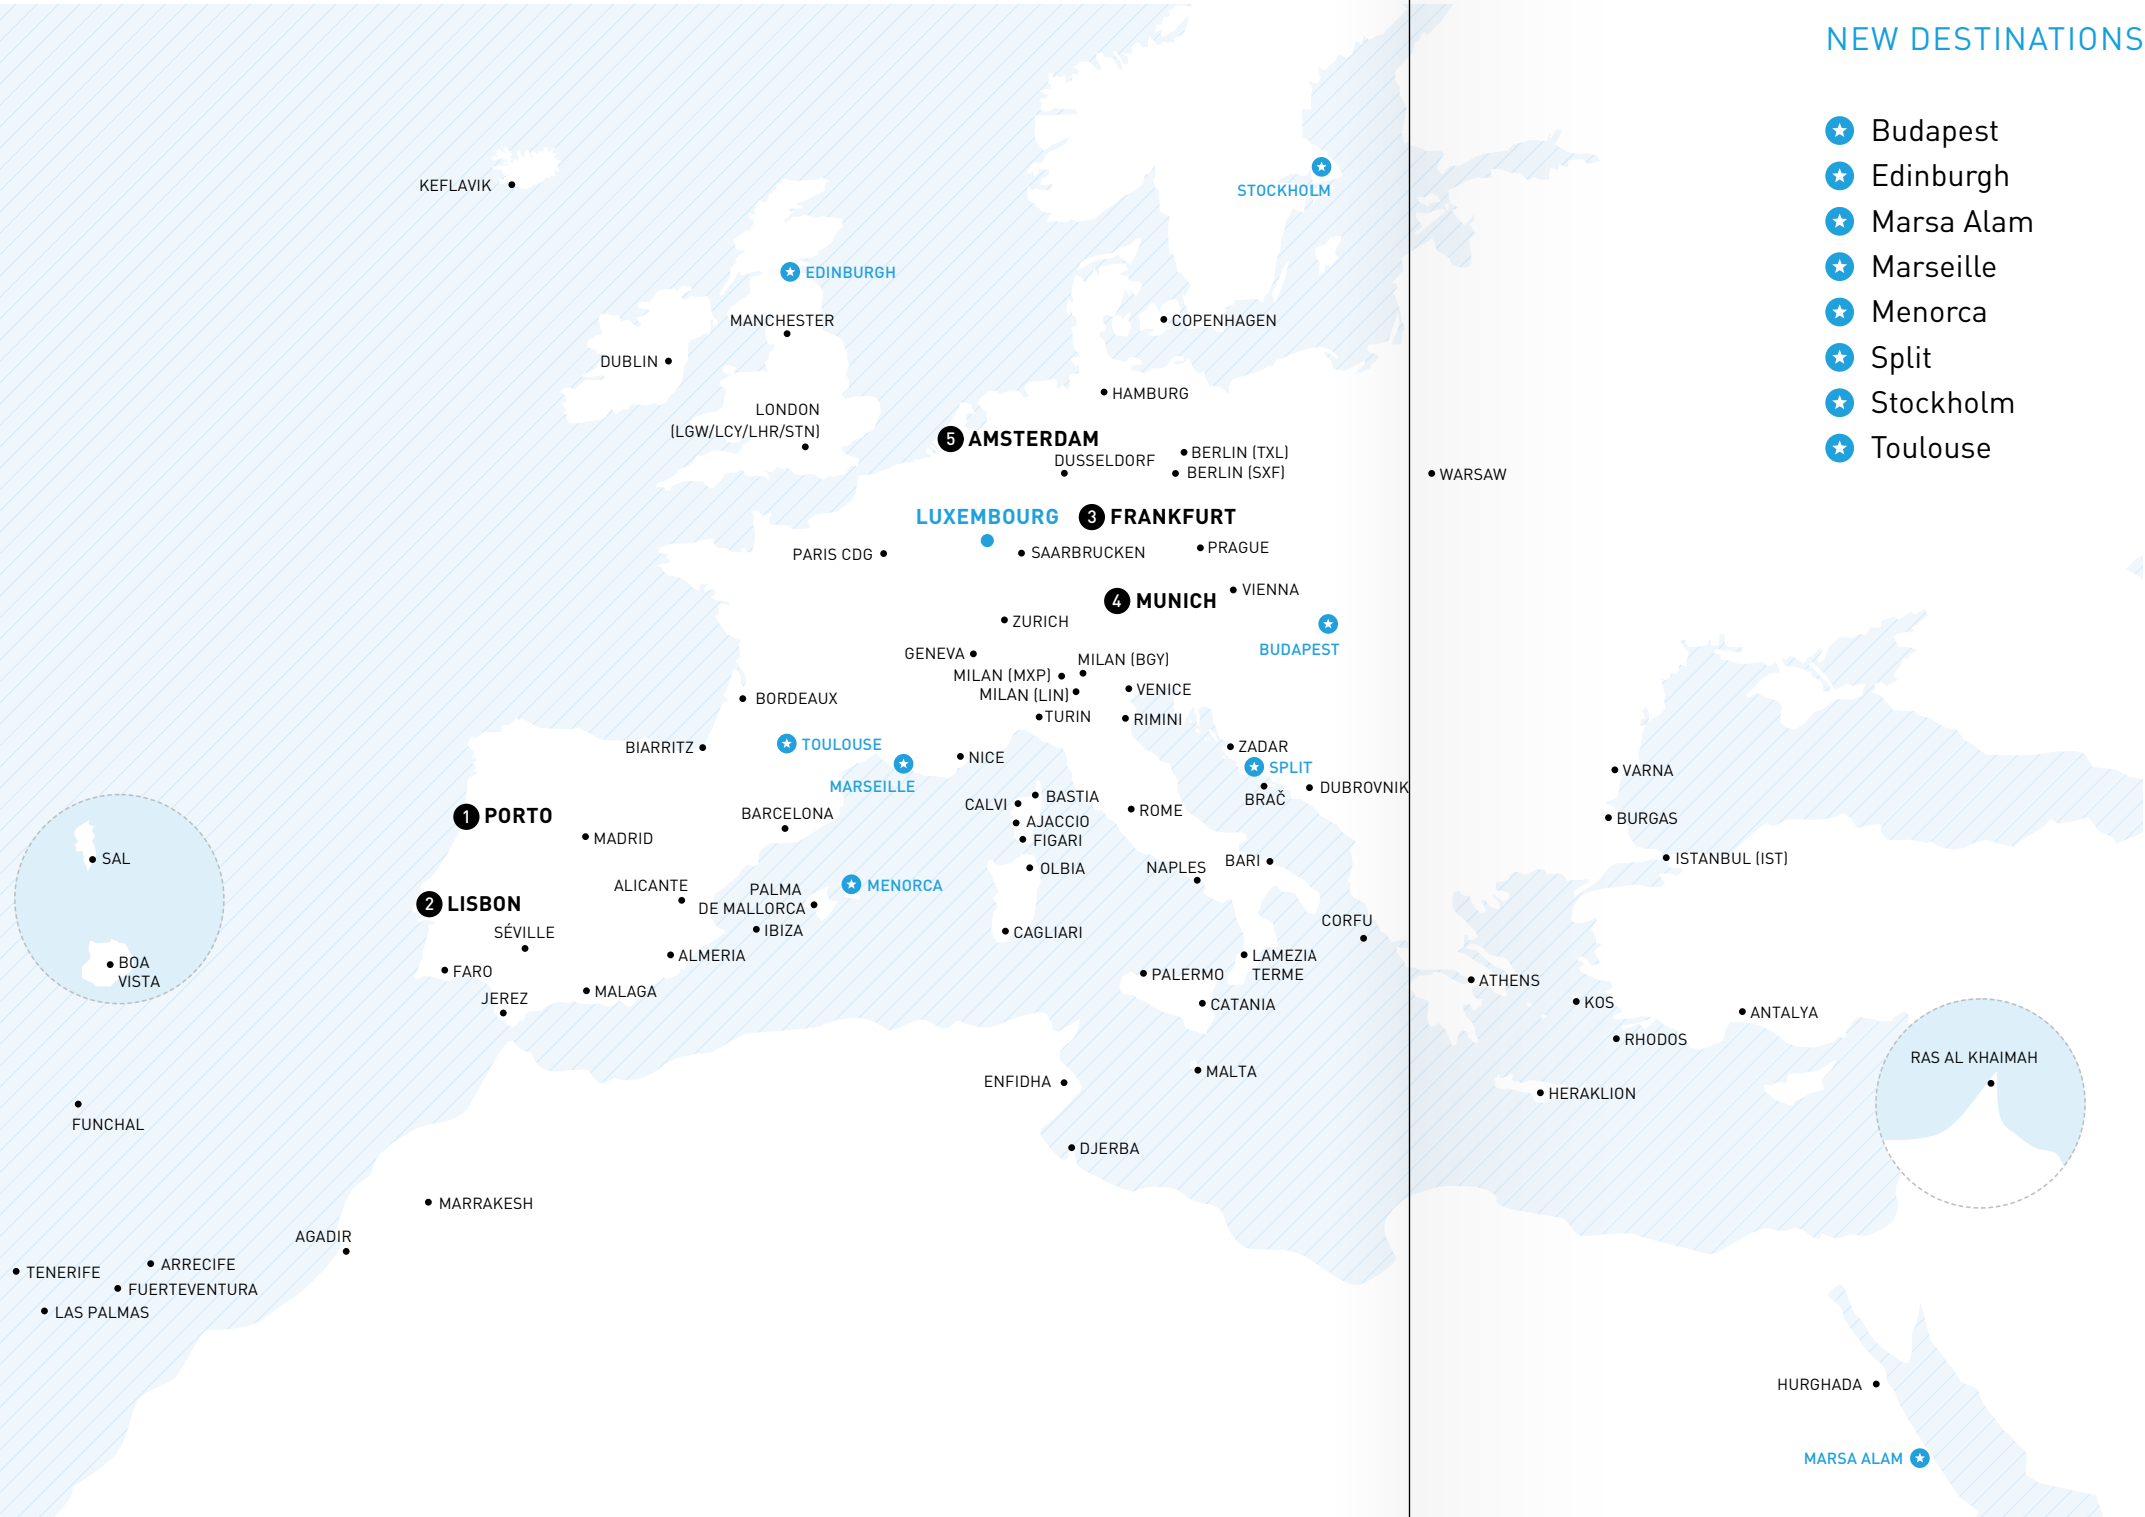 NEW DESTINATIONS
Budapest
Edinburgh
Marsa Alam
Marseille
Menorca
Split
Stockholm
Toulouse
KEFLAVIK
STOCKHOLM
EDINBURGH
MANCHESTER
COPENHAGEN
DUBLIN
HAMBURG
LONDON
(LGW/LCY/LHR/STN)
5 AMSTERDAM
DUSSELDORF
BERLIN (TXL)
BERLIN (SXF)
WARSAW
LUXEMBOURG
3 FRANKFURT
PARIS CDG
SAARBRUCKEN
PRAGUE
VIENNA
4 MUNICH
ZURICH
BUDAPEST
GENEVA
MILAN (BGY)
MILAN (MXP)
MILAN (LIN)
VENICE
BORDEAUX
TURIN
RIMINI
BIARRITZ
TOULOUSE
NICE
ZADAR
SPLIT
MARSEILLE
DUBROVNIK
BRAČ
VARNA
CALVI
BASTIA
ROME
1 PORTO
BARCELONA
AJACCIO
BURGAS
MADRID
FIGARI
SAL
OLBIA
NAPLES
BARI
ISTANBUL (IST)
ALICANTE
PALMA
DE MALLORCA
MENORCA
2 LISBON
IBIZA
CAGLIARI
CORFU
SÉVILLE
ALMERIA
LAMEZIA
TERME
BOA
VISTA
FARO
PALERMO
ATHENS
JEREZ
MALAGA
CATANIA
KOS
ANTALYA
RHODOS
RAS AL KHAIMAH
ENFIDHA
MALTA
HERAKLION
FUNCHAL
DJERBA
MARRAKESH
AGADIR
TENERIFE
ARRECIFE
FUERTEVENTURA
LAS PALMAS
HURGHADA
MARSA ALAM